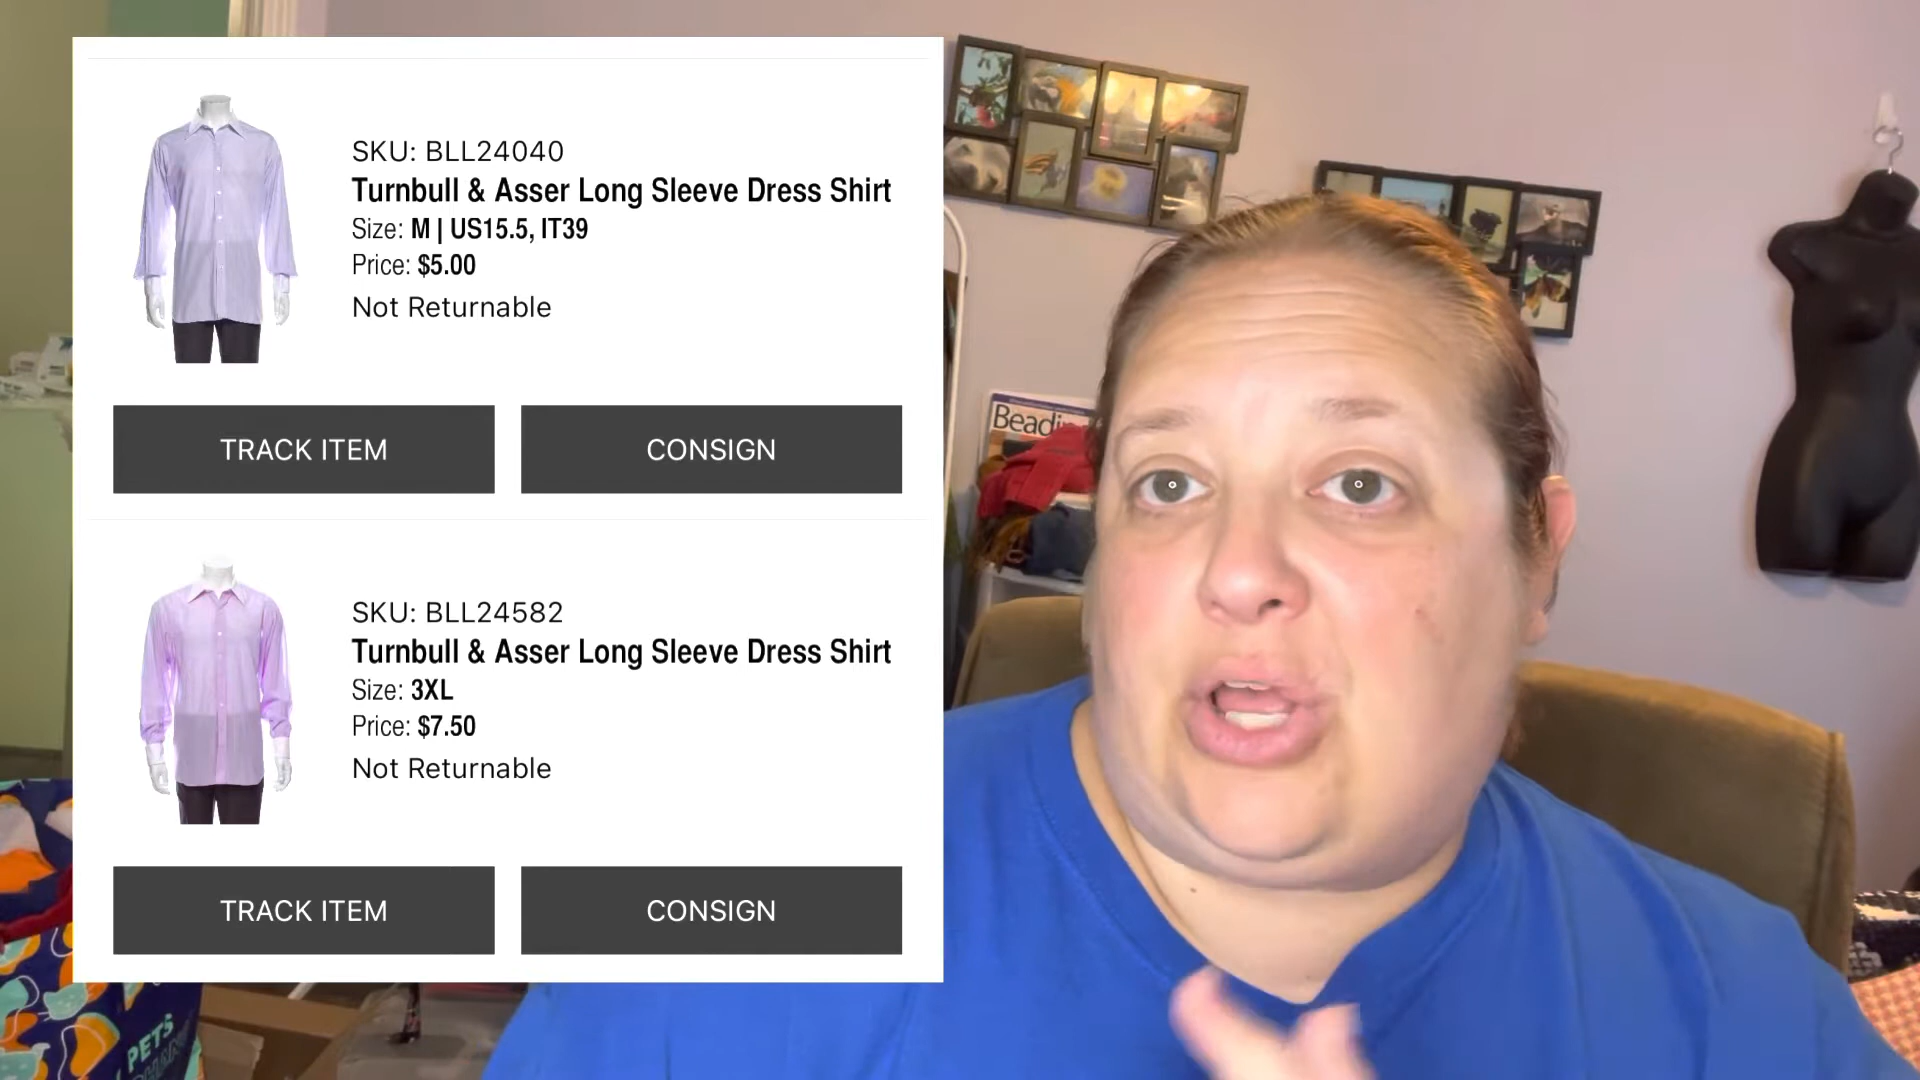 SKU: BLL24040
Turnbull & Asser Long Sleeve Dress Shirt
Size: M | US15.5, IT39
Price: $5.00
Not Returnable
TRACK ITEM
CONSIGN
SKU: BLL24582
Turnbull & Asser Long Sleeve Dress Shirt
Size: 3XL
Price: $7.50
Not Returnable
TRACK ITEM
CONSIGN
PETS